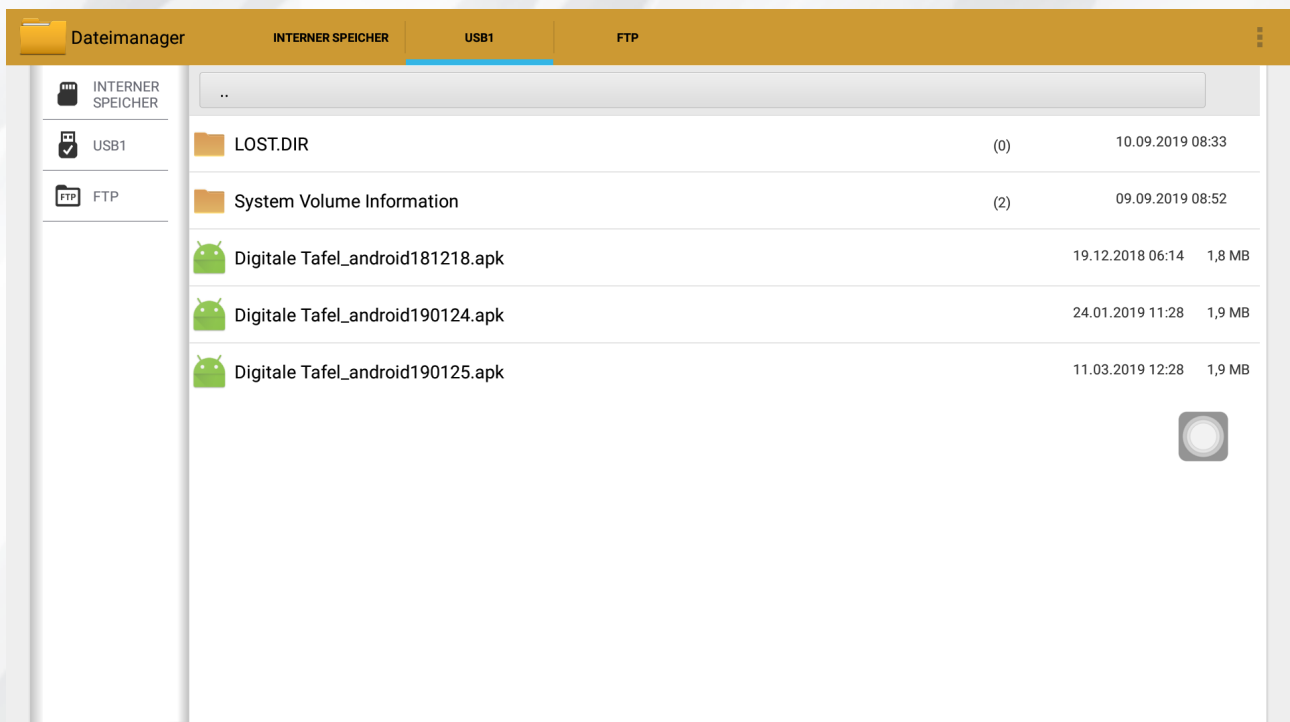 Dateimanager
INTERNER SPEICHER
USB1
FTP
INTERNER
SPEICHER
USB1
FTP
FTP
..
LOST.DIR (0) 10.09.2019 08:33
System Volume Information (2) 09.09.2019 08:52
Digitale Tafel_android181218.apk 19.12.2018 06:14 1,8 MB
Digitale Tafel_android190124.apk 24.01.2019 11:28 1,9 MB
Digitale Tafel_android190125.apk 11.03.2019 12:28 1,9 MB